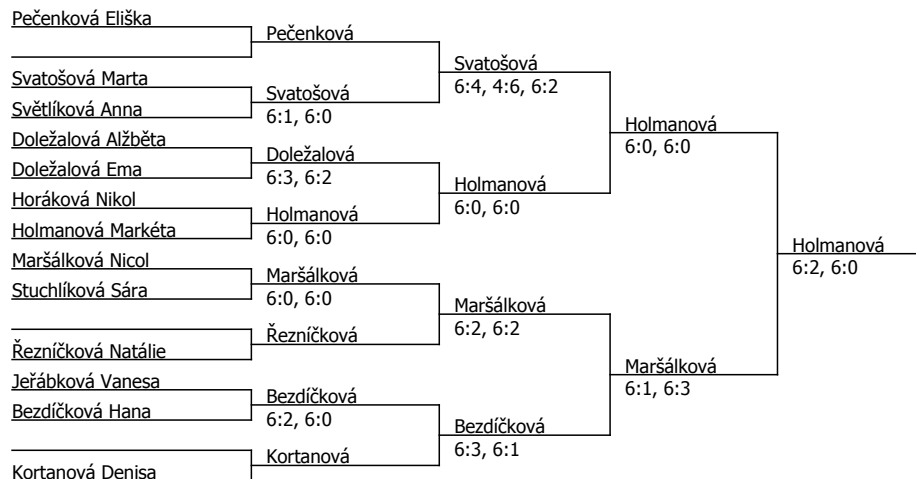 Pečenková Eliška
Svatošová Marta
Světlíková Anna
Doležalová Alžběta
Doležalová Ema
Horáková Nikol
Holmanová Markéta
Maršálková Nicol
Stuchlíková Sára
Řezníčková Natálie
Jeřábková Vanesa
Bezdíčková Hana
Kortanová Denisa
Pečenková
Svatošová
6:1, 6:0
Doležalová
6:3, 6:2
Holmanová
6:0, 6:0
Maršálková
6:0, 6:0
Řezníčková
Bezdíčková
6:2, 6:0
Kortanová
Svatošová
6:4, 4:6, 6:2
Holmanová
6:0, 6:0
Maršálková
6:2, 6:2
Bezdíčková
6:3, 6:1
Holmanová
6:0, 6:0
Maršálková
6:1, 6:3
Holmanová
6:2, 6:0